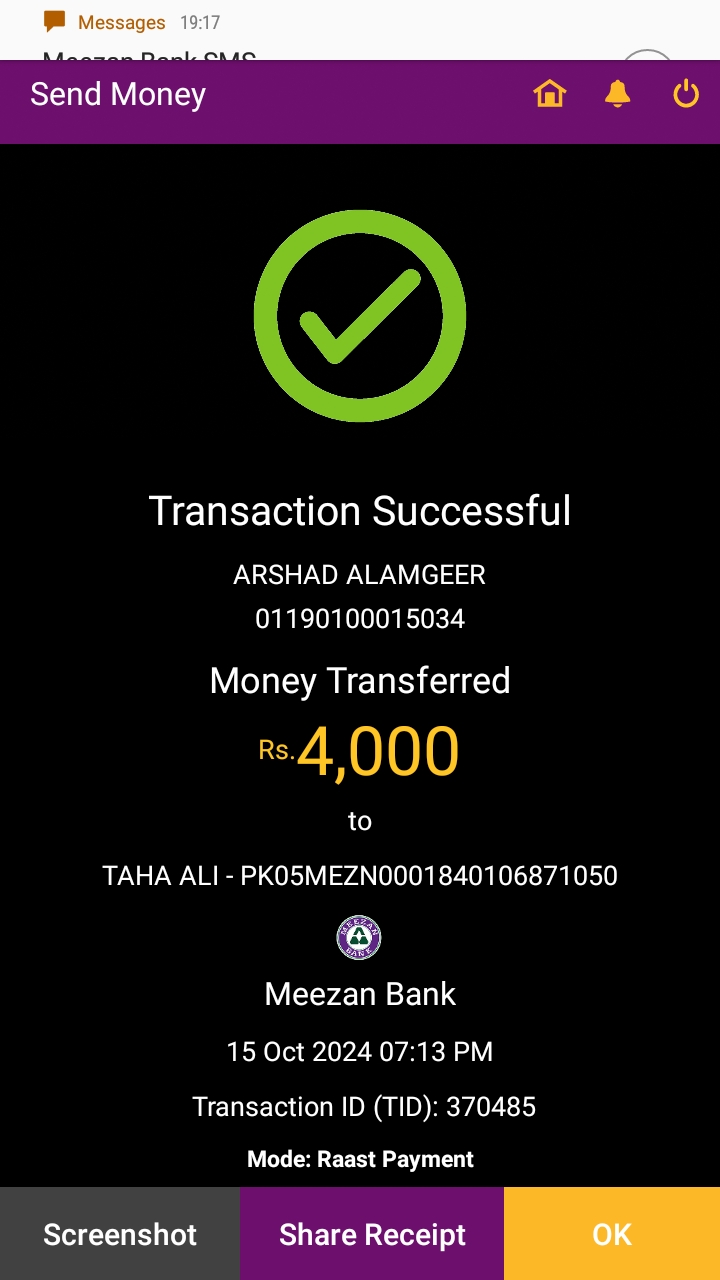 Messages 19:17
Meezan Bank SMS
Send Money
Transaction Successful
ARSHAD ALAMGEER
01190100015034
Money Transferred
Rs.4,000
to
TAHA ALI - PK05MEZN0001840106871050
MEEZAN
BANK
Meezan Bank
15 Oct 2024 07:13 PM
Transaction ID (TID): 370485
Mode: Raast Payment
Screenshot
Share Receipt
OK